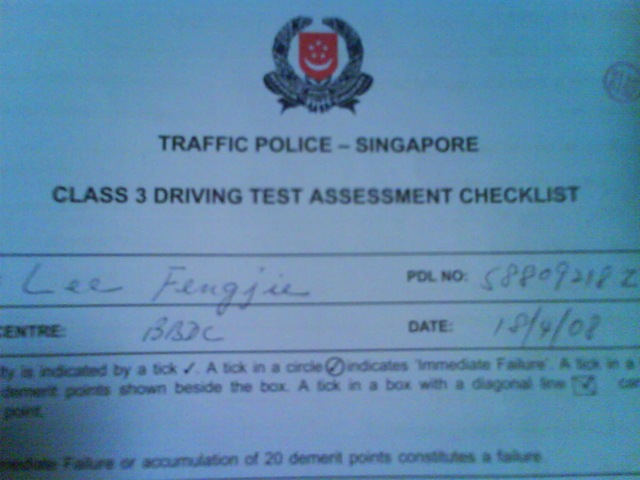 TRAFFIC POLICE – SINGAPORE
CLASS 3 DRIVING TEST ASSESSMENT CHECKLIST
Lee Fengjie PDL NO: S8809218Z
CENTRE: BBDC DATE: 18/4/08
is indicated by a tick ✓. A tick in a circle indicates 'Immediate Failure'. A tick in a
demerit points shown beside the box. A tick in a box with a diagonal line
point.
Failure or accumulation of 20 demerit points constitutes a failure.